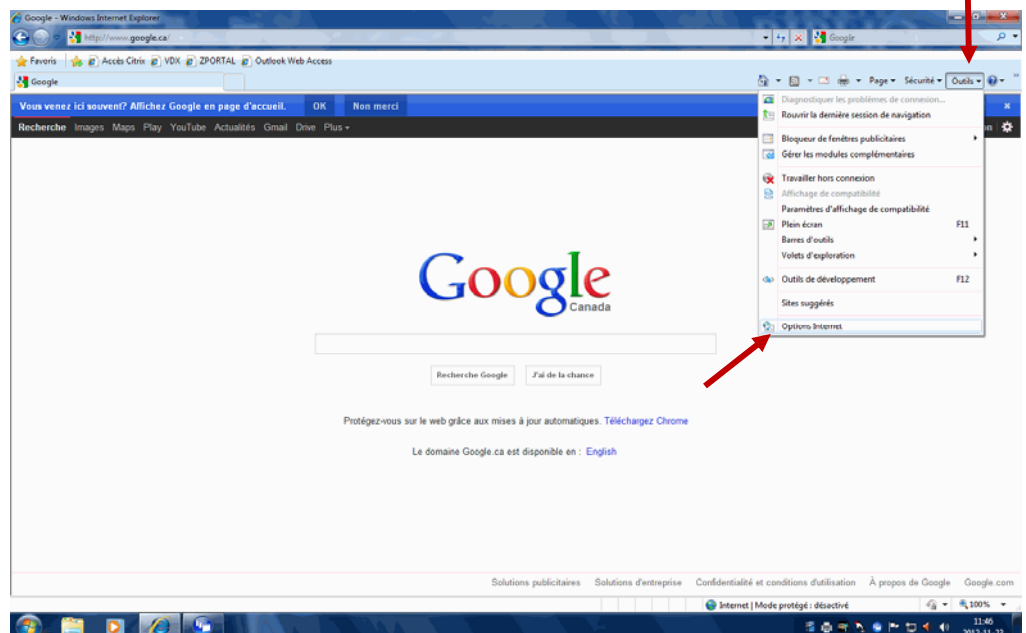 Google - Windows Internet Explorer
http://www.google.ca/
Google
Favoris Accès Citrix VDX ZPORTAL Outlook Web Access
Google
Page Sécurité Outils
Vous venez ici souvent? Affichez Google en page d'accueil. OK Non merci
Recherche Images Maps Play YouTube Actualités Gmail Drive Plus
Diagnostiquer les problèmes de connexion...
Rouvrir la dernière session de navigation
Bloqueur de fenêtres publicitaires
Gérer les modules complémentaires
Travailler hors connexion
Affichage de compatibilité
Paramètres d'affichage de compatibilité
Plein écran F11
Barres d'outils
Volets d'exploration
Outils de développement F12
Sites suggérés
Options Internet
Google
Canada
Recherche Google J'ai de la chance
Protégez-vous sur le web grâce aux mises à jour automatiques. Téléchargez Chrome
Le domaine Google.ca est disponible en : English
Solutions publicitaires Solutions d'entreprise Confidentialité et conditions d'utilisation À propos de Google Google.com
Internet | Mode protégé : désactivé 100%
11:46